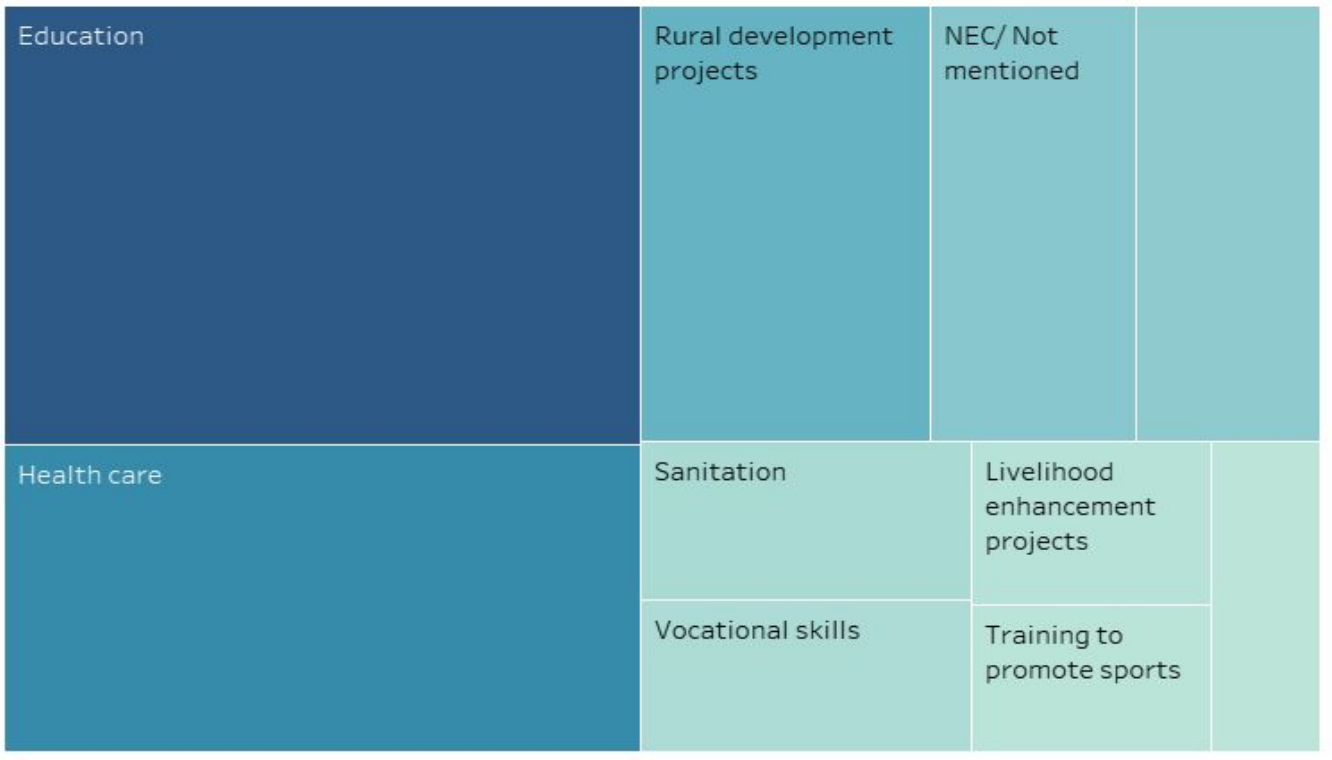 Education
Rural development
projects
NEC/ Not
mentioned
Health care
Sanitation
Livelihood
enhancement
projects
Vocational skills
Training to
promote sports